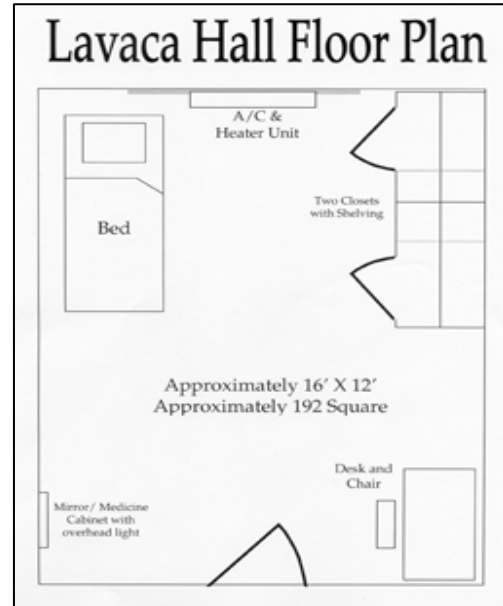 Lavaca Hall Floor Plan
A/C &
Heater Unit
Two Closets
with Shelving
Bed
Approximately 16' X 12'
Approximately 192 Square
Desk and
Chair
Mirror/ Medicine
Cabinet with
overhead light